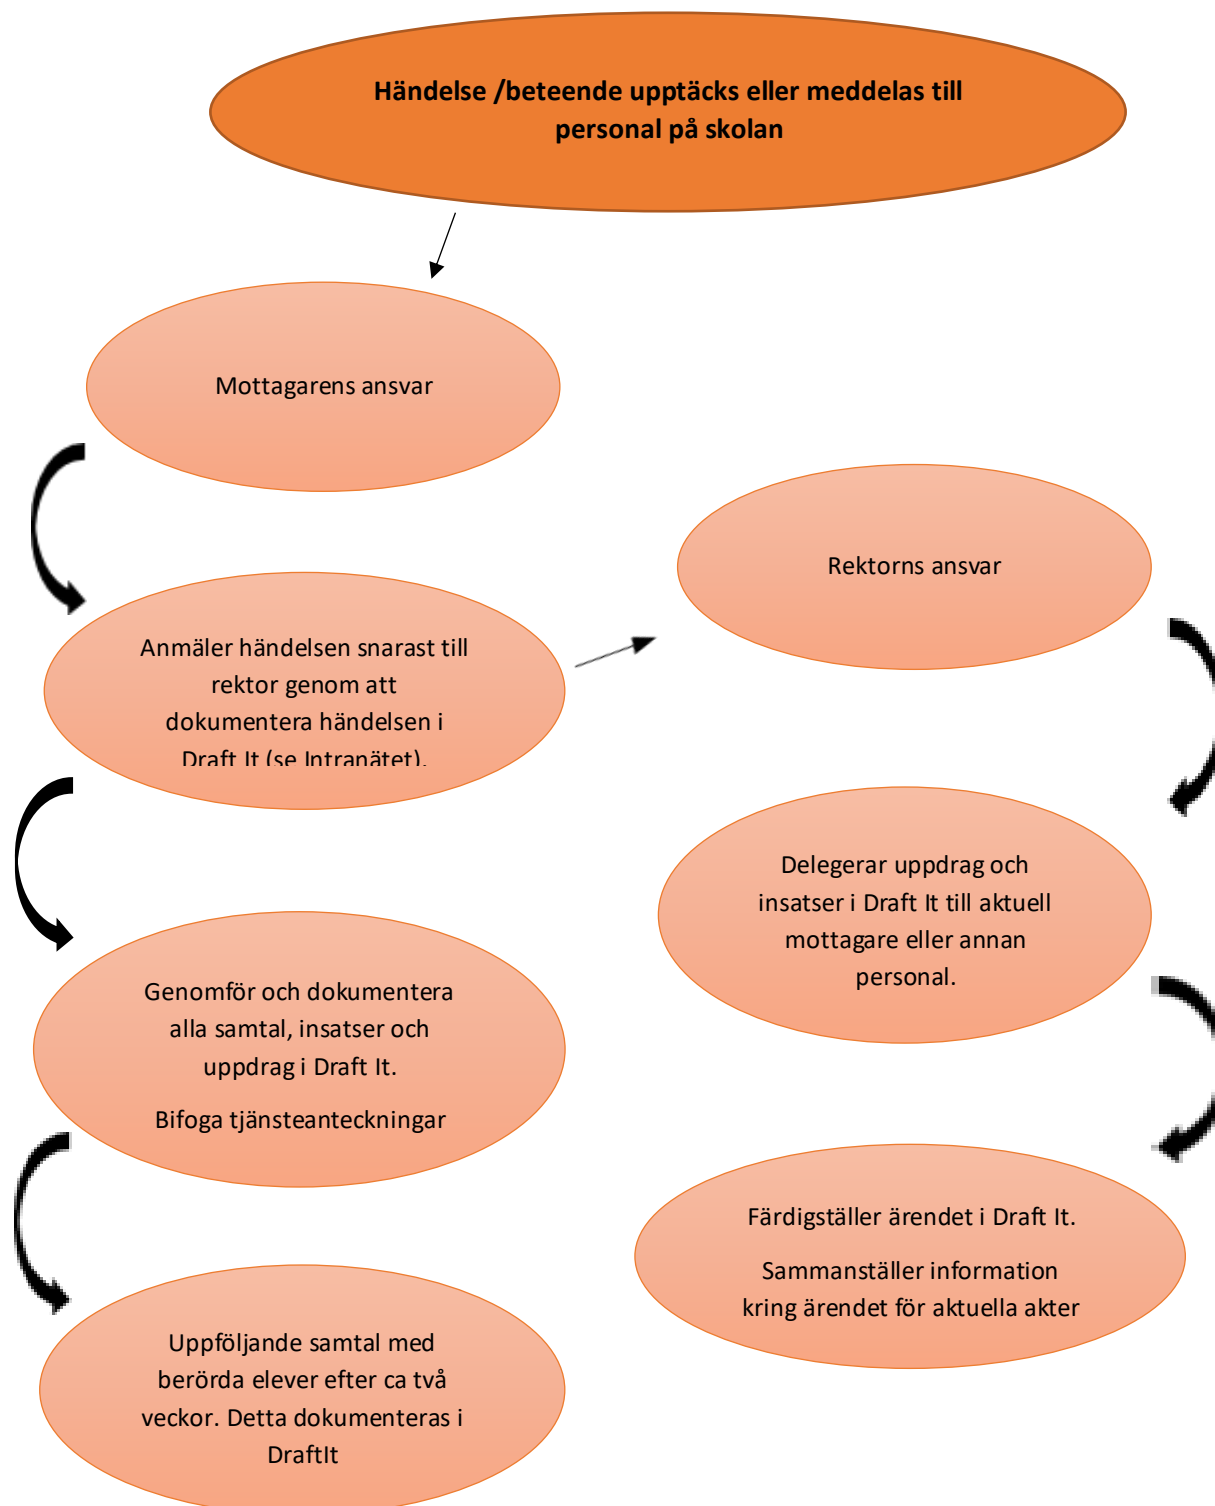 Händelse /beteende upptäcks eller meddelas till
personal på skolan
Mottagarens ansvar
Anmäler händelsen snarast till
rektor genom att
dokumentera händelsen i
Draft It (se Intranätet).
Genomför och dokumentera
alla samtal, insatser och
uppdrag i Draft It.
Bifoga tjänsteanteckningar
Uppföljande samtal med
berörda elever efter ca två
veckor. Detta dokumenteras i
DraftIt
Rektorns ansvar
Delegerar uppdrag och
insatser i Draft It till aktuell
mottagare eller annan
personal.
Färdigställer ärendet i Draft It.
Sammanställer information
kring ärendet för aktuella akter